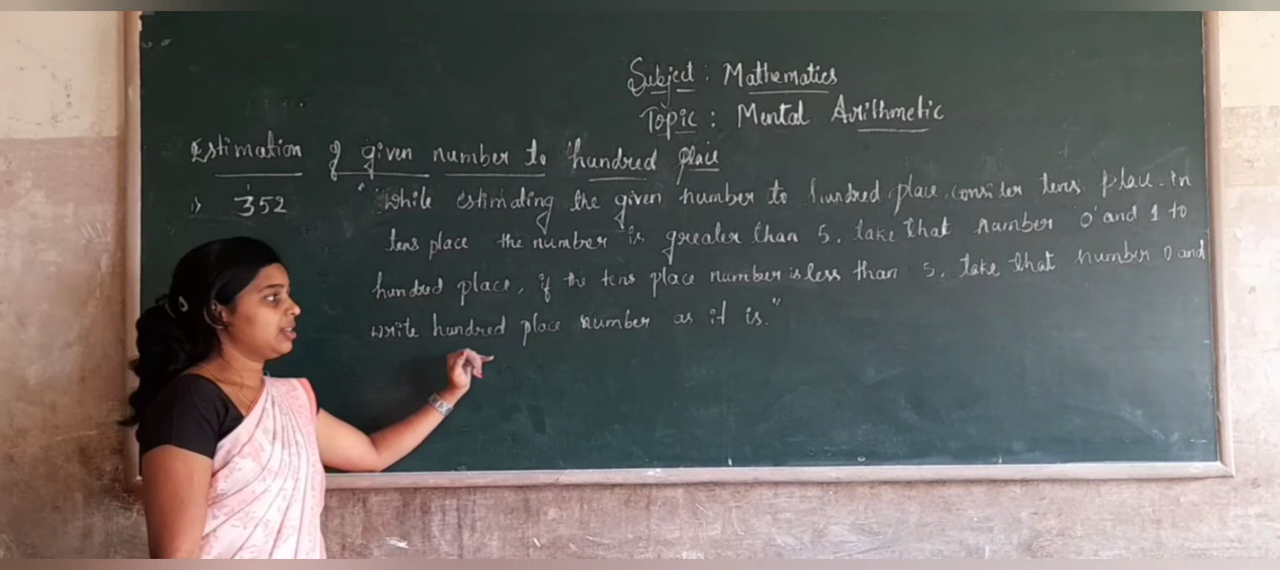 Subject : Mathematics
Topic : Mental Arithmetic
Estimation of given number to hundred place
1) 352
"While estimating the given number to hundred place, consider tens place. In
tens place the number is greater than 5, take that number '0' and 1 to
hundred place, if the tens place number is less than 5, take that number 0 and
write hundred place number as it is."